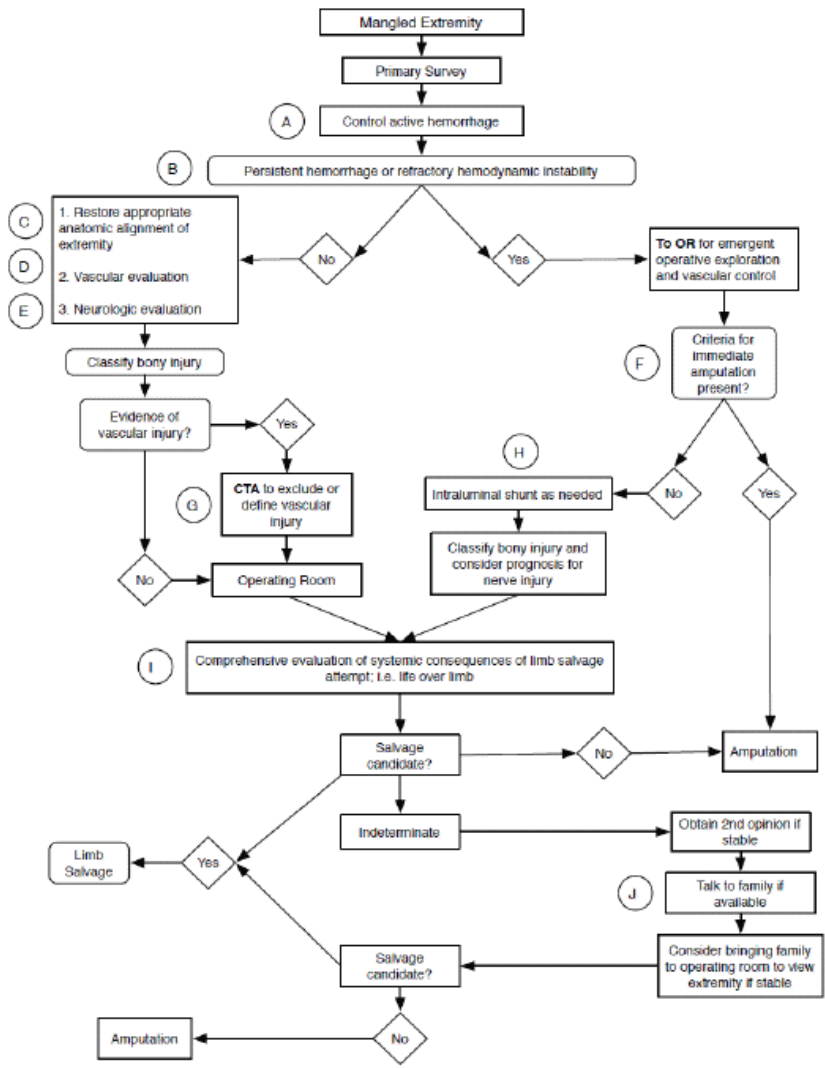 Mangled Extremity
Primary Survey
A
Control active hemorrhage
B
Persistent hemorrhage or refractory hemodynamic instability
C
1. Restore appropriate
anatomic alignment of
extremity
D
2. Vascular evaluation
E
3. Neurologic evaluation
No
Yes
To OR for emergent
operative exploration
and vascular control
Classify bony injury
F
Criteria for
immediate
amputation
present?
Evidence of
vascular injury?
Yes
H
G
CTA to exclude or
define vascular
injury
Intraluminal shunt as needed
No
Yes
No
Operating Room
Classify bony injury and
consider prognosis for
nerve injury
I
Comprehensive evaluation of systemic consequences of limb salvage
attempt; i.e. life over limb
Salvage
candidate?
No
Amputation
Indeterminate
Obtain 2nd opinion if
stable
Limb
Salvage
Yes
J
Talk to family if
available
Salvage
candidate?
Consider bringing family
to operating room to view
extremity if stable
Amputation
No